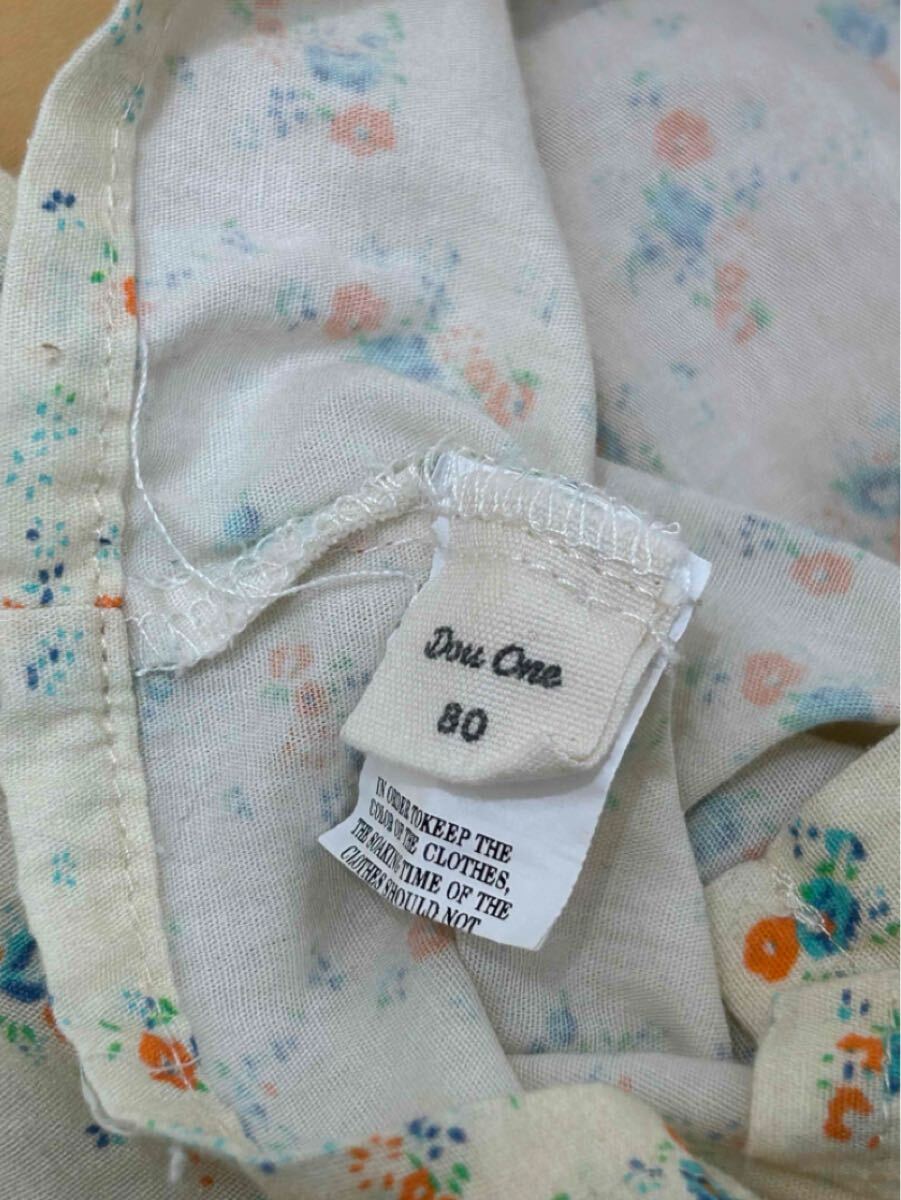 Dou One
80
IN ORDER TO KEEP THE
COLOR OF THE CLOTHES,
THE SOAKING TIME OF THE
CLOTHES SHOULD NOT